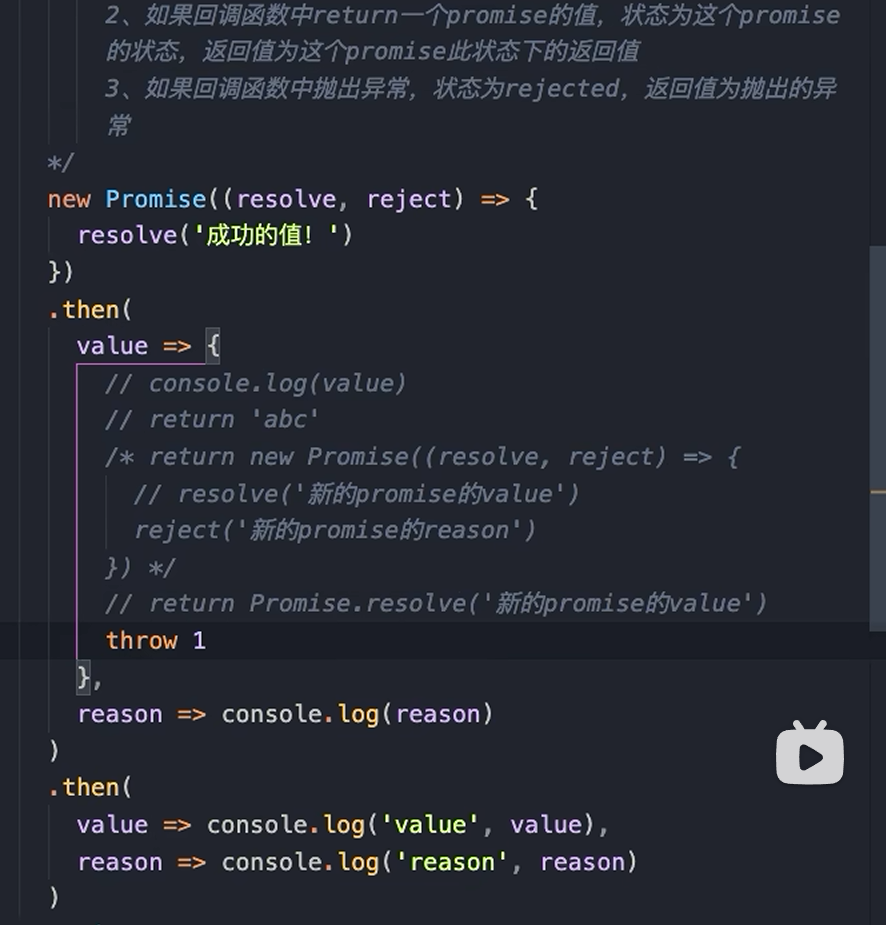 2、如果回调函数中return一个promise的值，状态为这个promise
的状态，返回值为这个promise此状态下的返回值
3、如果回调函数中抛出异常，状态为rejected，返回值为抛出的异
常
*/
new Promise((resolve, reject) => {
resolve('成功的值！')
})
.then(
value => {
// console.log(value)
// return 'abc'
/* return new Promise((resolve, reject) => {
// resolve('新的promise的value')
reject('新的promise的reason')
}) */
// return Promise.resolve('新的promise的value')
throw 1
},
reason => console.log(reason)
)
.then(
value => console.log('value', value),
reason => console.log('reason', reason)
)